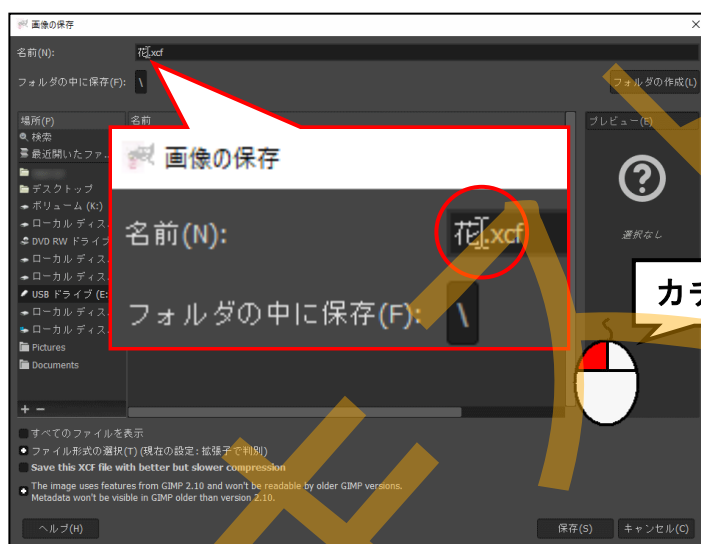 画像の保存
名前(N):
花.xcf
フォルダの中に保存(F):
\
フォルダの作成(L)
場所(P)
名前
プレビュー(E)
検索
最近開いたファ..
デスクトップ
ボリューム (K:)
ローカル ディス..
DVD RW ドライブ
ローカル ディス..
ローカル ディス..
USB ドライブ (E:
ローカル ディス..
ローカル ディス..
Pictures
Documents
画像の保存
名前(N):
花.xcf
フォルダの中に保存(F):
\
選択なし
カチ
すべてのファイルを表示
ファイル形式の選択(T) (現在の設定: 拡張子で判別)
Save this XCF file with better but slower compression
The image uses features from GIMP 2.10 and won't be readable by older GIMP versions.
Metadata won't be visible in GIMP older than version 2.10.
ヘルプ(H)
保存(S)
キャンセル(C)